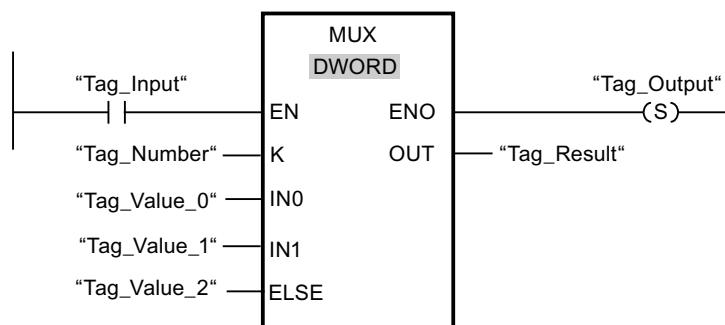 MUX
DWORD
“Tag_Input“
“Tag_Output“
EN
ENO
(S)
“Tag_Number“
K
OUT
“Tag_Result“
“Tag_Value_0“
IN0
“Tag_Value_1“
IN1
“Tag_Value_2“
ELSE